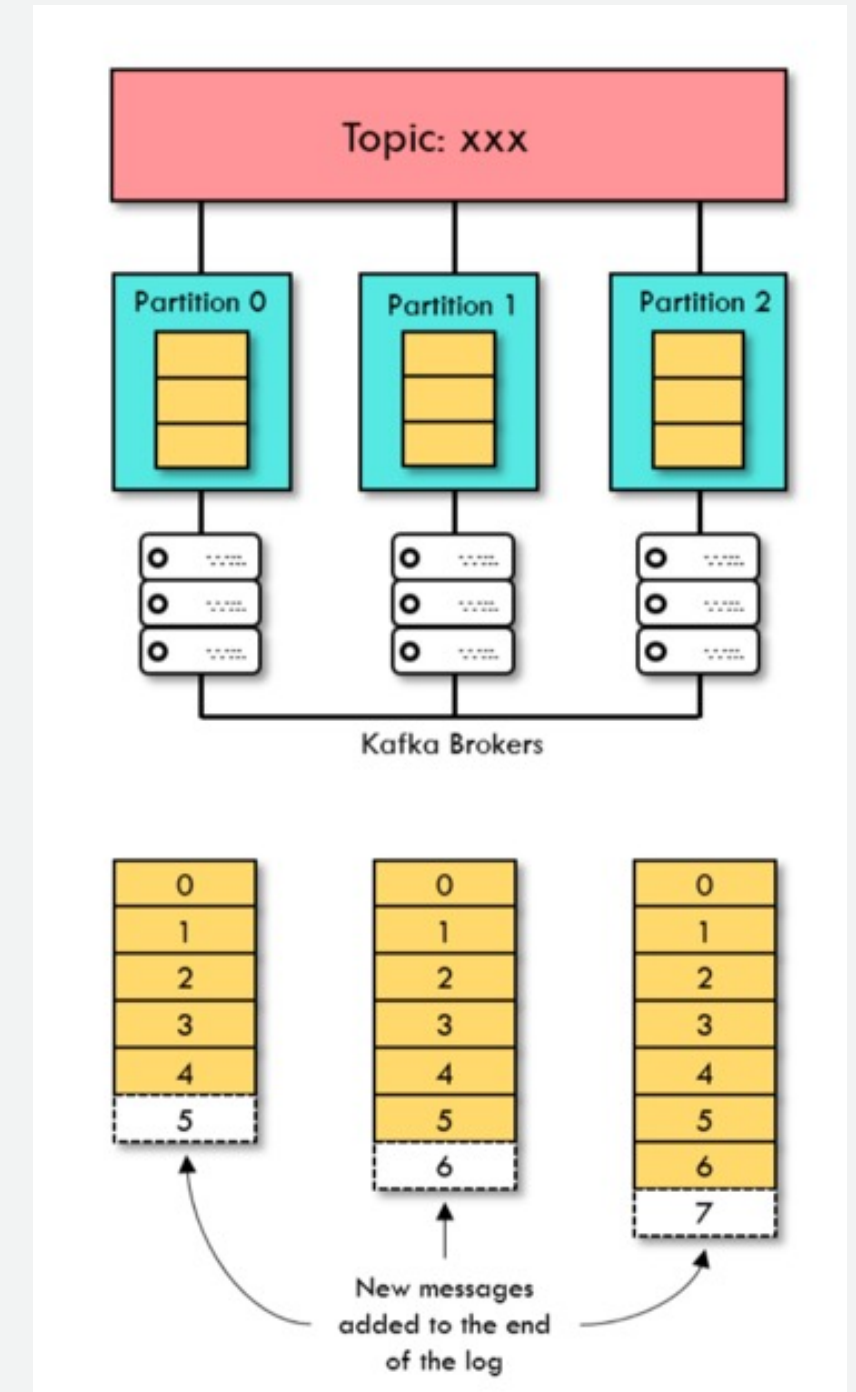 Topic: xxx
Partition 0
Partition 1
Partition 2
Kafka Brokers
0
1
2
3
4
5
0
1
2
3
4
5
6
0
1
2
3
4
5
6
7
New messages
added to the end
of the log